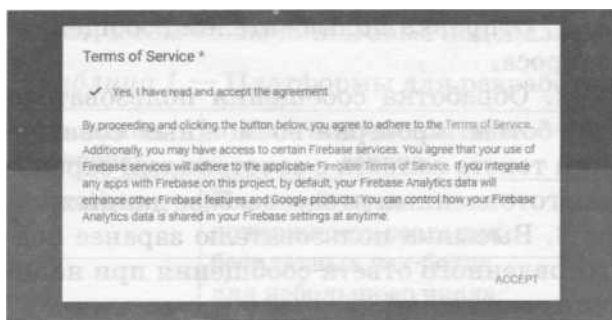 Terms of Service *
Yes, I have read and accept the agreement
By proceeding and clicking the button below, you agree to adhere to the Terms of Service.
Additionally, you may have access to certain Firebase services. You agree that your use of
Firebase services will adhere to the applicable Firebase Terms of Service. If you integrate
any apps with Firebase on this project, by default, your Firebase Analytics data will
enhance other Firebase features and Google products. You can control how your Firebase
Analytics data is shared in your Firebase settings at anytime.
ACCEPT